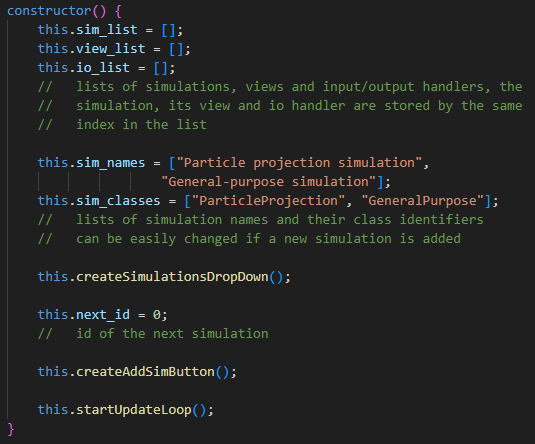 constructor() {
this.sim_list = [];
this.view_list = [];
this.io_list = [];
//   lists of simulations, views and input/output handlers, the
//   simulation, its view and io handler are stored by the same
//   index in the list
this.sim_names = ["Particle projection simulation",
"General-purpose simulation"];
this.sim_classes = ["ParticleProjection", "GeneralPurpose"];
//   lists of simulation names and their class identifiers
//   can be easily changed if a new simulation is added
this.createSimulationsDropDown();
this.next_id = 0;
//   id of the next simulation
this.createAddSimButton();
this.startUpdateLoop();
}